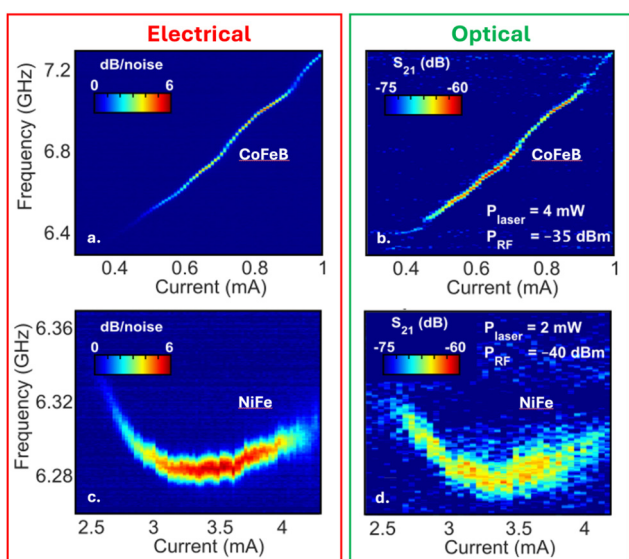 Electrical
Optical
dB/noise
0 6
7.2
6.8
6.4
Frequency (GHz)
CoFeB
a.
0.4 0.6 0.8 1
Current (mA)
S21 (dB)
-75 -60
CoFeB
Plaser = 4 mW
PRF = -35 dBm
b.
0.4 0.6 0.8 1
Current (mA)
dB/noise
0 6
6.36
6.32
6.28
Frequency (GHz)
NiFe
c.
2.5 3 3.5 4
Current (mA)
S21 (dB)
-75 -60
Plaser = 2 mW
PRF = -40 dBm
NiFe
d.
2.5 3 3.5 4
Current (mA)